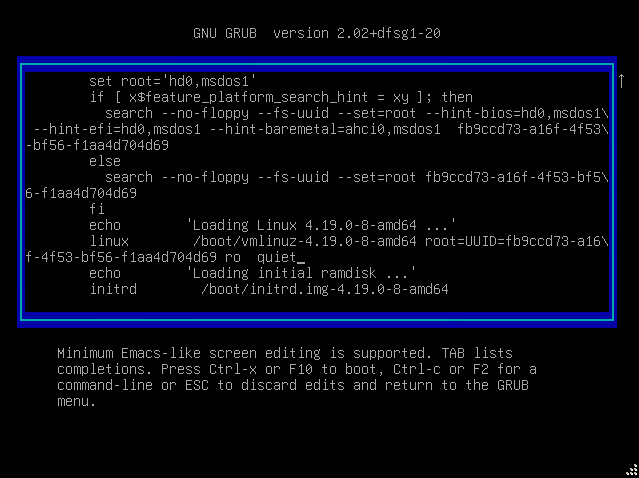 GNU GRUB  version 2.02+dfsg1-20
set root='hd0,msdos1'
if [ x$feature_platform_search_hint = xy ]; then
search --no-floppy --fs-uuid --set=root --hint-bios=hd0,msdos1\
--hint-efi=hd0,msdos1 --hint-baremetal=ahci0,msdos1  fb9ccd73-a16f-4f53\
-bf56-f1aa4d704d69
else
search --no-floppy --fs-uuid --set=root fb9ccd73-a16f-4f53-bf5\
6-f1aa4d704d69
fi
echo        'Loading Linux 4.19.0-8-amd64 ...'
linux        /boot/vmlinuz-4.19.0-8-amd64 root=UUID=fb9ccd73-a16\
f-4f53-bf56-f1aa4d704d69 ro  quiet_
echo        'Loading initial ramdisk ...'
initrd        /boot/initrd.img-4.19.0-8-amd64
↑
Minimum Emacs-like screen editing is supported. TAB lists
completions. Press Ctrl-x or F10 to boot, Ctrl-c or F2 for a
command-line or ESC to discard edits and return to the GRUB
menu.